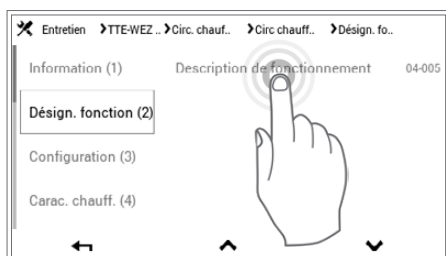 Entretien >TTE-WEZ .. >Circ. chauf.. >Circ chauff.. >Désign. fo..
Information (1) Description de fonctionnement 04-005
Désign. fonction (2)
Configuration (3)
Carac. chauff. (4)